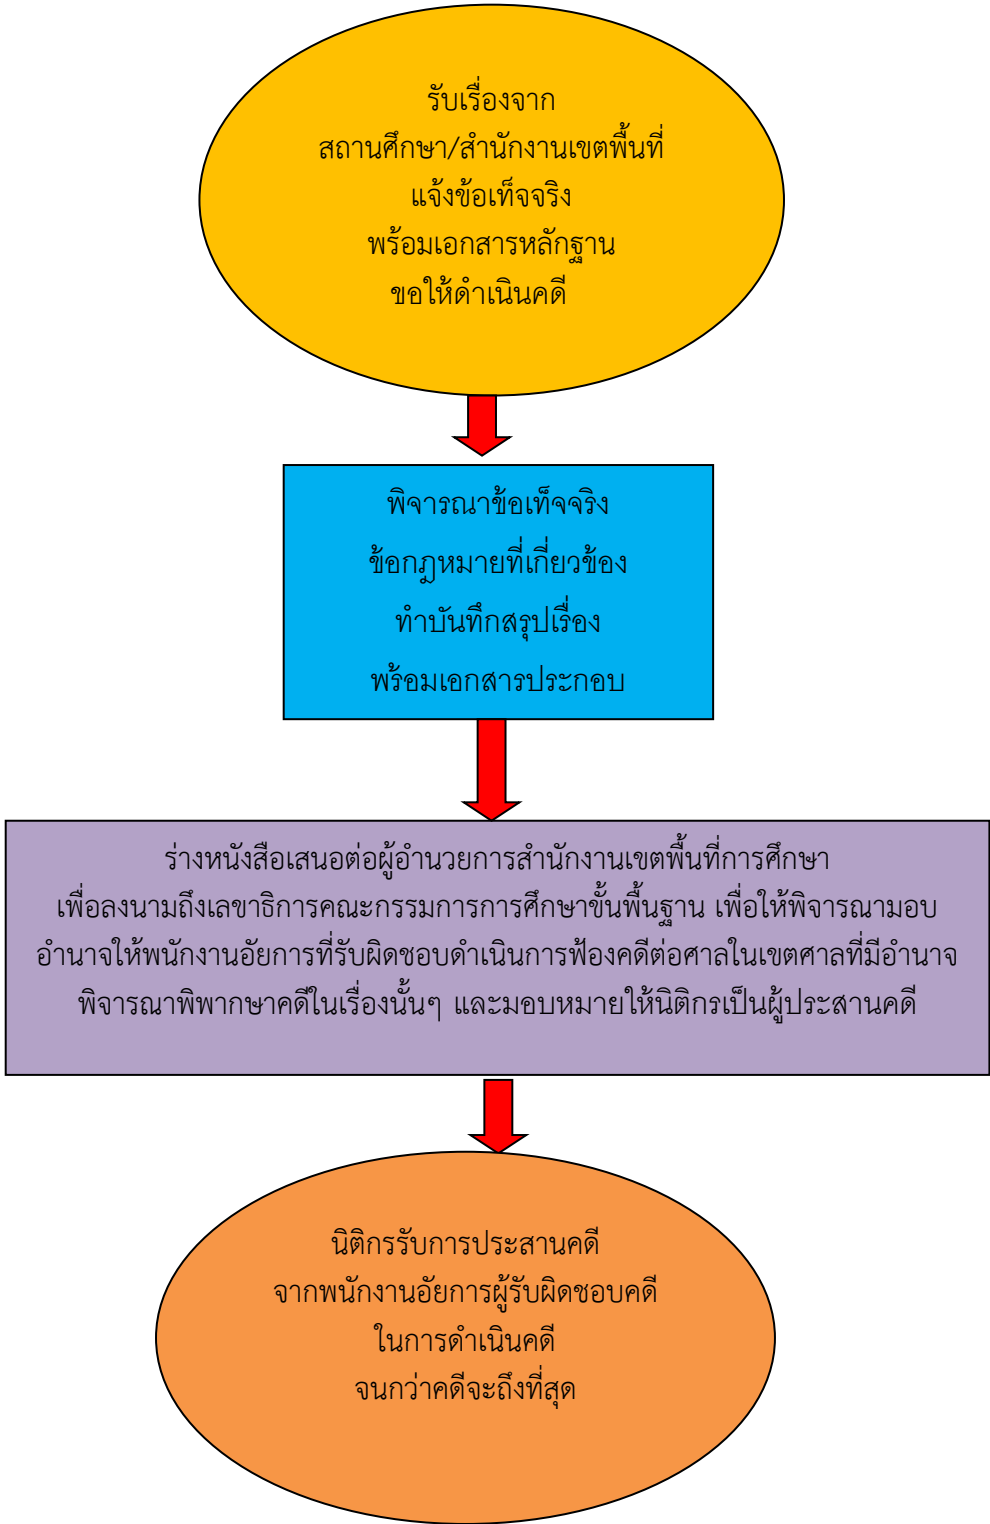 รับเรื่องจาก
สถานศึกษา/สำนักงานเขตพื้นที่
แจ้งข้อเท็จจริง
พร้อมเอกสารหลักฐาน
ขอให้ดำเนินคดี
พิจารณาข้อเท็จจริง
ข้อกฎหมายที่เกี่ยวข้อง
ทำบันทึกสรุปเรื่อง
พร้อมเอกสารประกอบ
ร่างหนังสือเสนอต่อผู้อำนวยการสำนักงานเขตพื้นที่การศึกษา
เพื่อลงนามถึงเลขาธิการคณะกรรมการการศึกษาขั้นพื้นฐาน เพื่อให้พิจารณามอบ
อำนาจให้พนักงานอัยการที่รับผิดชอบดำเนินการฟ้องคดีต่อศาลในเขตศาลที่มีอำนาจ
พิจารณาพิพากษาคดีในเรื่องนั้นๆ และมอบหมายให้นิติกรเป็นผู้ประสานคดี
นิติกรรับการประสานคดี
จากพนักงานอัยการผู้รับผิดชอบคดี
ในการดำเนินคดี
จนกว่าคดีจะถึงที่สุด